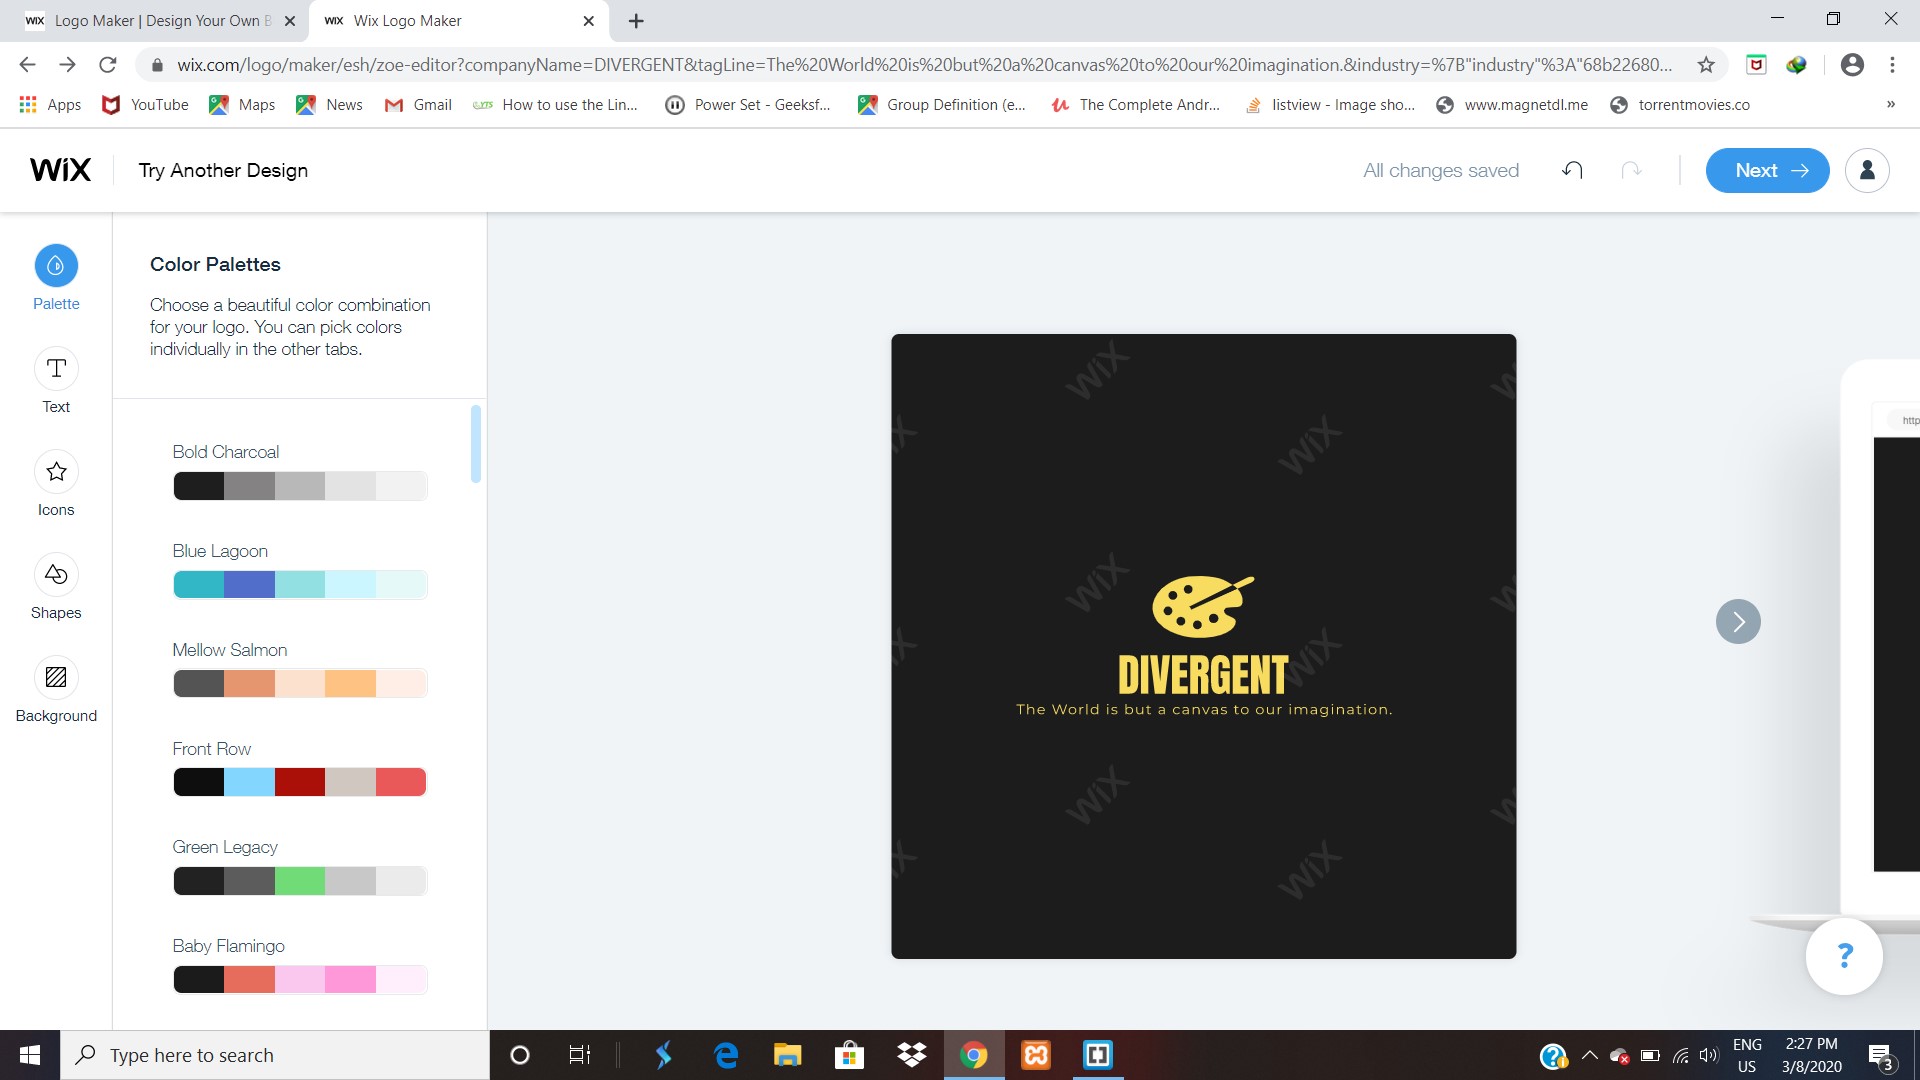 WiX Logo Maker | Design Your Own B
WiX Wix Logo Maker
wix.com/logo/maker/esh/zoe-editor?companyName=DIVERGENT&tagLine=The%20World%20is%20but%20a%20canvas%20to%20our%20imagination.&industry=%7B"industry"%3A"68b22680...
Apps YouTube Maps News Gmail YTS How to use the Lin... Power Set - Geeksf... Group Definition (e... The Complete Andr... listview - Image sho... www.magnetdl.me torrentmovies.co »
WiX Try Another Design All changes saved Next
Palette
Text
Icons
Shapes
Background
Color Palettes
Choose a beautiful color combination
for your logo. You can pick colors
individually in the other tabs.
Bold Charcoal
Blue Lagoon
Mellow Salmon
Front Row
Green Legacy
Baby Flamingo
WiX
WiX
WiX
WiX
WiX
WiX
DIVERGENT
The World is but a canvas to our imagination.
http
?
Type here to search
ENG
US
2:27 PM
3/8/2020
3